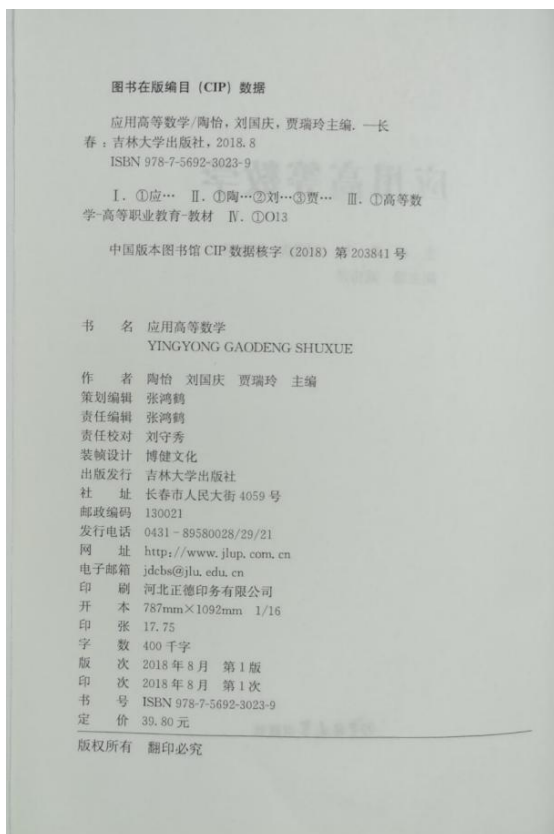 图书在版编目（CIP）数据
应用高等数学/陶怡，刘国庆，贾瑞玲主编. —长
春：吉林大学出版社，2018.8
ISBN 978-7-5692-3023-9
Ⅰ. ①应… Ⅱ. ①陶…②刘…③贾… Ⅲ. ①高等数
学-高等职业教育-教材 Ⅳ. ①O13
中国版本图书馆 CIP 数据核字（2018）第 203841 号
书 名 应用高等数学
YINGYONG GAODENG SHUXUE
作 者 陶怡 刘国庆 贾瑞玲 主编
策划编辑 张鸿鹤
责任编辑 张鸿鹤
责任校对 刘守秀
装帧设计 博健文化
出版发行 吉林大学出版社
社 址 长春市人民大街 4059 号
邮政编码 130021
发行电话 0431-89580028/29/21
网 址 http://www.jlup.com.cn
电子邮箱 jdcbs@jlu.edu.cn
印 刷 河北正德印务有限公司
开 本 787mm×1092mm 1/16
印 张 17.75
字 数 400 千字
版 次 2018 年 8 月 第 1 版
印 次 2018 年 8 月 第 1 次
书 号 ISBN 978-7-5692-3023-9
定 价 39.80 元
版权所有 翻印必究